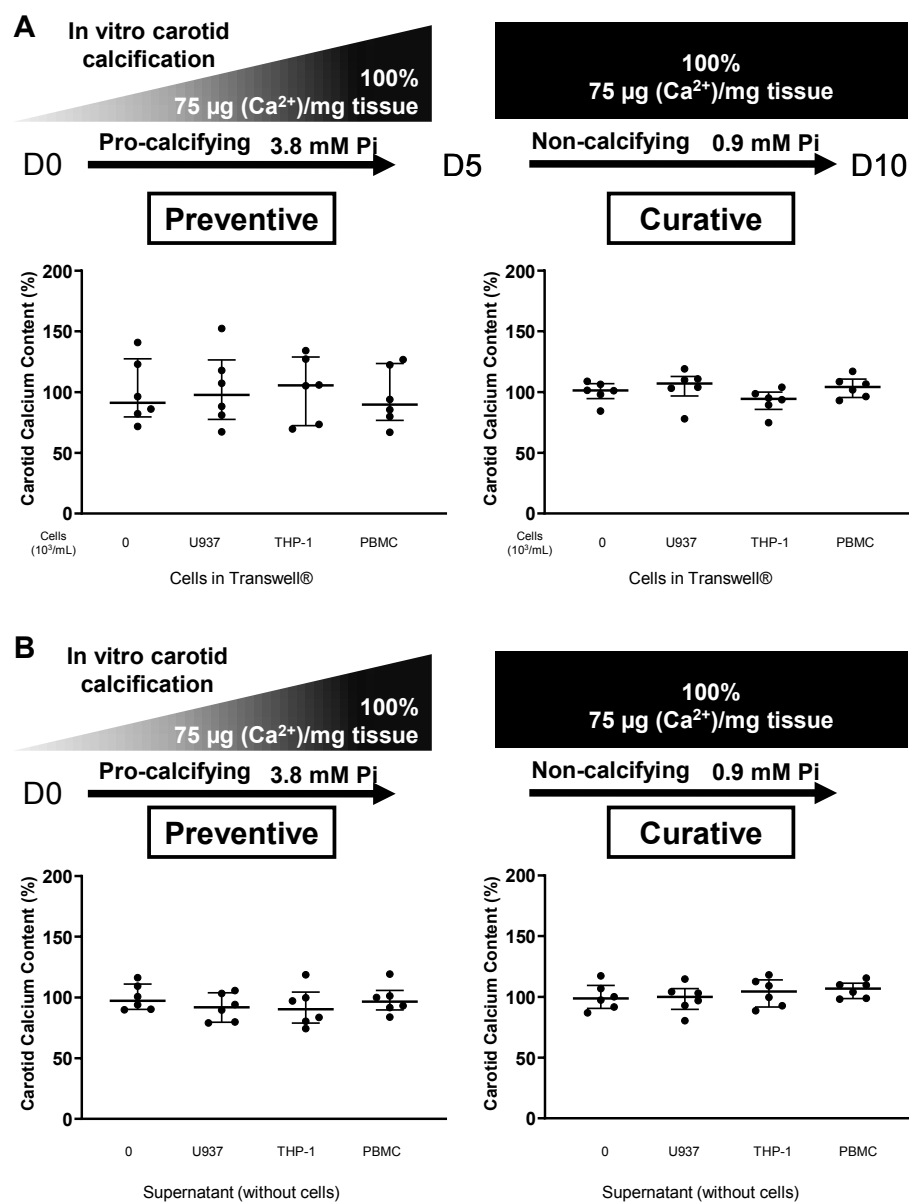 A
In vitro carotid
calcification
100%
75 µg (Ca²⁺)/mg tissue
100%
75 µg (Ca²⁺)/mg tissue
D0
Pro-calcifying 3.8 mM Pi
D5
Non-calcifying 0.9 mM Pi
D10
Preventive
Curative
Carotid Calcium Content (%)
200
150
100
50
0
Cells
(10³/mL)
0 U937 THP-1 PBMC
Cells in Transwell®
Carotid Calcium Content (%)
200
150
100
50
0
Cells
(10³/mL)
0 U937 THP-1 PBMC
Cells in Transwell®
B
In vitro carotid
calcification
100%
75 µg (Ca²⁺)/mg tissue
100%
75 µg (Ca²⁺)/mg tissue
D0
Pro-calcifying 3.8 mM Pi
Non-calcifying 0.9 mM Pi
Preventive
Curative
Carotid Calcium Content (%)
200
150
100
50
0
0 U937 THP-1 PBMC
Supernatant (without cells)
Carotid Calcium Content (%)
200
150
100
50
0
0 U937 THP-1 PBMC
Supernatant (without cells)